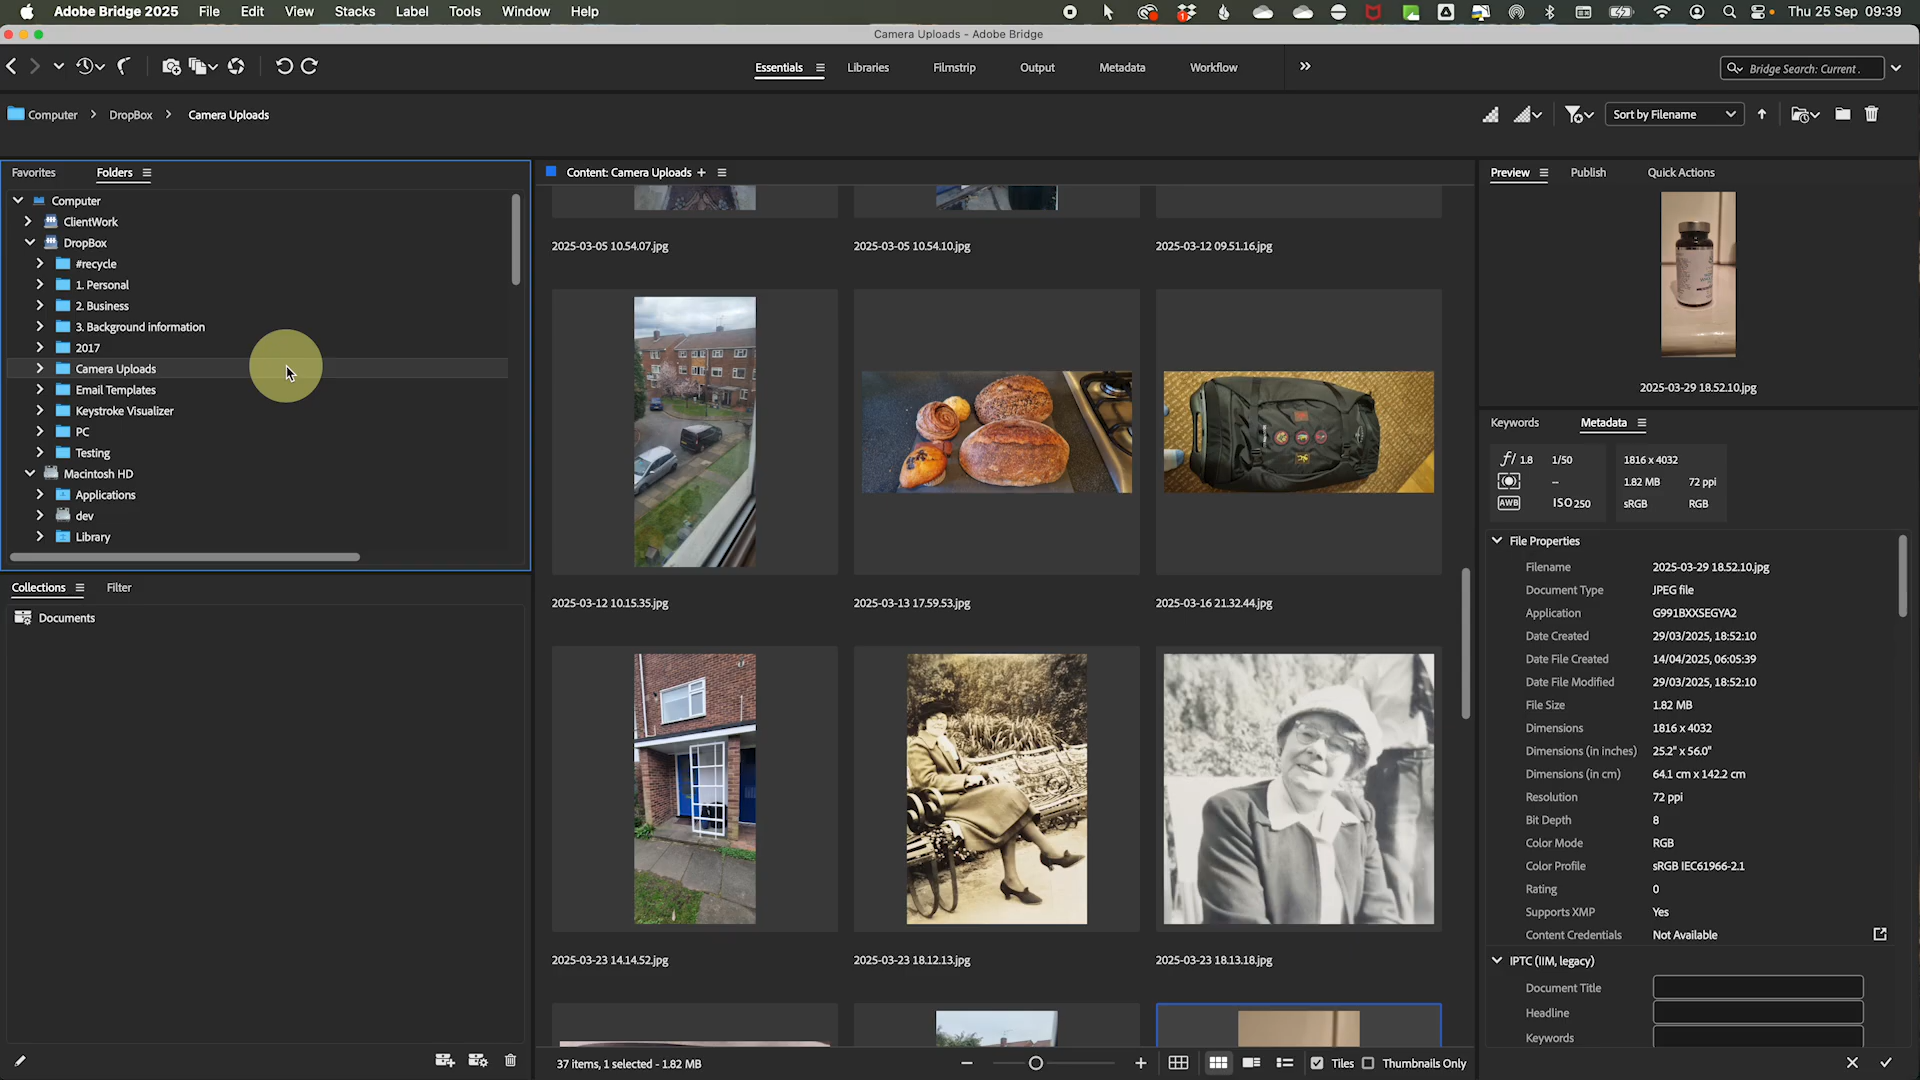 Adobe Bridge 2025 File Edit View Stacks Label Tools Window Help Thu 25 Sep 09:39
Camera Uploads - Adobe Bridge
Essentials Libraries Filmstrip Output Metadata Workflow Bridge Search: Current .
Computer DropBox Camera Uploads Sort by Filename
Favorites Folders
Computer
ClientWork
DropBox
#recycle
1. Personal
2. Business
3. Background information
2017
Camera Uploads
Email Templates
Keystroke Visualizer
PC
Testing
Macintosh HD
Applications
dev
Library
Collections Filter
Documents
Content: Camera Uploads
2025-03-05 10.54.07.jpg 2025-03-05 10.54.10.jpg 2025-03-12 09.51.16.jpg
2025-03-12 10.15.35.jpg 2025-03-13 17.59.53.jpg 2025-03-16 21.32.44.jpg
2025-03-23 14.14.52.jpg 2025-03-23 18.12.13.jpg 2025-03-23 18.13.18.jpg
37 items, 1 selected - 1.82 MB Tiles Thumbnails Only
Preview Publish Quick Actions
2025-03-29 18.52.10.jpg
Keywords Metadata
f/ 1.8 1/50 1816 x 4032
-- 1.82 MB 72 ppi
AWB ISO 250 sRGB RGB
File Properties
Filename 2025-03-29 18.52.10.jpg
Document Type JPEG file
Application G991BXXSEGYA2
Date Created 29/03/2025, 18:52:10
Date File Created 14/04/2025, 06:05:39
Date File Modified 29/03/2025, 18:52:10
File Size 1.82 MB
Dimensions 1816 x 4032
Dimensions (in inches) 25.2" x 56.0"
Dimensions (in cm) 64.1 cm x 142.2 cm
Resolution 72 ppi
Bit Depth 8
Color Mode RGB
Color Profile sRGB IEC61966-2.1
Rating 0
Supports XMP Yes
Content Credentials Not Available
IPTC (IIM, legacy)
Document Title
Headline
Keywords